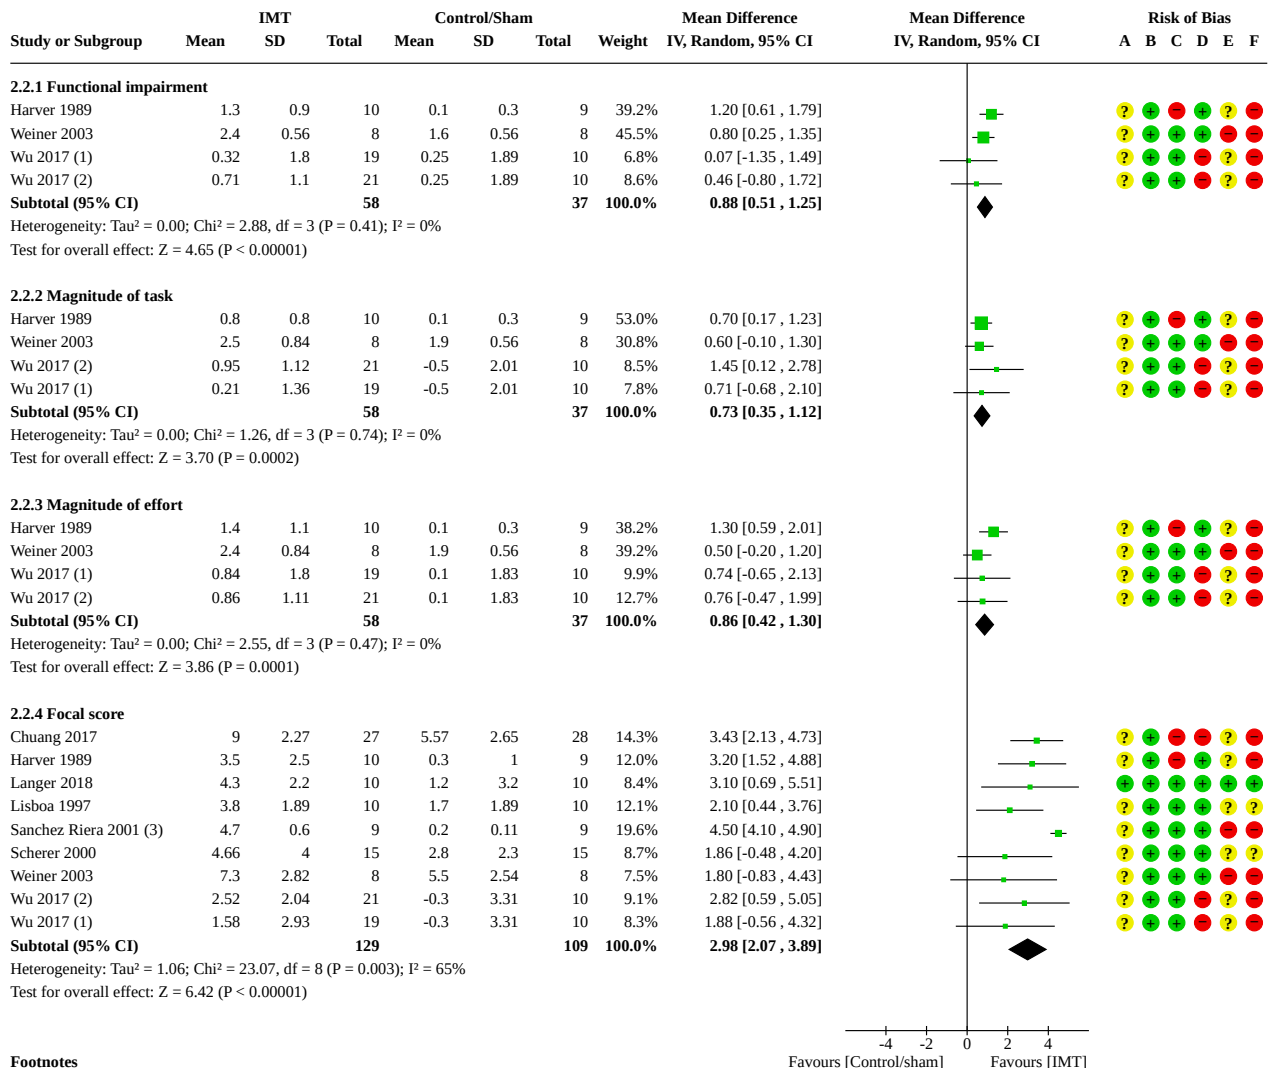 IMT Control/Sham Mean Difference Mean Difference Risk of Bias
Study or Subgroup Mean SD Total Mean SD Total Weight IV, Random, 95% CI IV, Random, 95% CI A B C D E F
2.2.1 Functional impairment
Harver 1989 1.3 0.9 10 0.1 0.3 9 39.2% 1.20 [0.61 , 1.79] ? + − + ? −
Weiner 2003 2.4 0.56 8 1.6 0.56 8 45.5% 0.80 [0.25 , 1.35] ? + + + − −
Wu 2017 (1) 0.32 1.8 19 0.25 1.89 10 6.8% 0.07 [-1.35 , 1.49] ? + + − ? −
Wu 2017 (2) 0.71 1.1 21 0.25 1.89 10 8.6% 0.46 [-0.80 , 1.72] ? + + − ? −
Subtotal (95% CI) 58 37 100.0% 0.88 [0.51 , 1.25]
Heterogeneity: Tau² = 0.00; Chi² = 2.88, df = 3 (P = 0.41); I² = 0%
Test for overall effect: Z = 4.65 (P < 0.00001)
2.2.2 Magnitude of task
Harver 1989 0.8 0.8 10 0.1 0.3 9 53.0% 0.70 [0.17 , 1.23] ? + − + ? −
Weiner 2003 2.5 0.84 8 1.9 0.56 8 30.8% 0.60 [-0.10 , 1.30] ? + + + − −
Wu 2017 (2) 0.95 1.12 21 -0.5 2.01 10 8.5% 1.45 [0.12 , 2.78] ? + + − ? −
Wu 2017 (1) 0.21 1.36 19 -0.5 2.01 10 7.8% 0.71 [-0.68 , 2.10] ? + + − ? −
Subtotal (95% CI) 58 37 100.0% 0.73 [0.35 , 1.12]
Heterogeneity: Tau² = 0.00; Chi² = 1.26, df = 3 (P = 0.74); I² = 0%
Test for overall effect: Z = 3.70 (P = 0.0002)
2.2.3 Magnitude of effort
Harver 1989 1.4 1.1 10 0.1 0.3 9 38.2% 1.30 [0.59 , 2.01] ? + − + ? −
Weiner 2003 2.4 0.84 8 1.9 0.56 8 39.2% 0.50 [-0.20 , 1.20] ? + + + − −
Wu 2017 (1) 0.84 1.8 19 0.1 1.83 10 9.9% 0.74 [-0.65 , 2.13] ? + + − ? −
Wu 2017 (2) 0.86 1.11 21 0.1 1.83 10 12.7% 0.76 [-0.47 , 1.99] ? + + − ? −
Subtotal (95% CI) 58 37 100.0% 0.86 [0.42 , 1.30]
Heterogeneity: Tau² = 0.00; Chi² = 2.55, df = 3 (P = 0.47); I² = 0%
Test for overall effect: Z = 3.86 (P = 0.0001)
2.2.4 Focal score
Chuang 2017 9 2.27 27 5.57 2.65 28 14.3% 3.43 [2.13 , 4.73] ? + − − ? −
Harver 1989 3.5 2.5 10 0.3 1 9 12.0% 3.20 [1.52 , 4.88] ? + − + ? −
Langer 2018 4.3 2.2 10 1.2 3.2 10 8.4% 3.10 [0.69 , 5.51] + + + + + +
Lisboa 1997 3.8 1.89 10 1.7 1.89 10 12.1% 2.10 [0.44 , 3.76] ? + + + ? ?
Sanchez Riera 2001 (3) 4.7 0.6 9 0.2 0.11 9 19.6% 4.50 [4.10 , 4.90] ? + + + − −
Scherer 2000 4.66 4 15 2.8 2.3 15 8.7% 1.86 [-0.48 , 4.20] ? + + + ? ?
Weiner 2003 7.3 2.82 8 5.5 2.54 8 7.5% 1.80 [-0.83 , 4.43] ? + + + − −
Wu 2017 (2) 2.52 2.04 21 -0.3 3.31 10 9.1% 2.82 [0.59 , 5.05] ? + + − ? −
Wu 2017 (1) 1.58 2.93 19 -0.3 3.31 10 8.3% 1.88 [-0.56 , 4.32] ? + + − ? −
Subtotal (95% CI) 129 109 100.0% 2.98 [2.07 , 3.89]
Heterogeneity: Tau² = 1.06; Chi² = 23.07, df = 8 (P = 0.003); I² = 65%
Test for overall effect: Z = 6.42 (P < 0.00001)
-4 -2 0 2 4
Footnotes Favours [Control/sham] Favours [IMT]